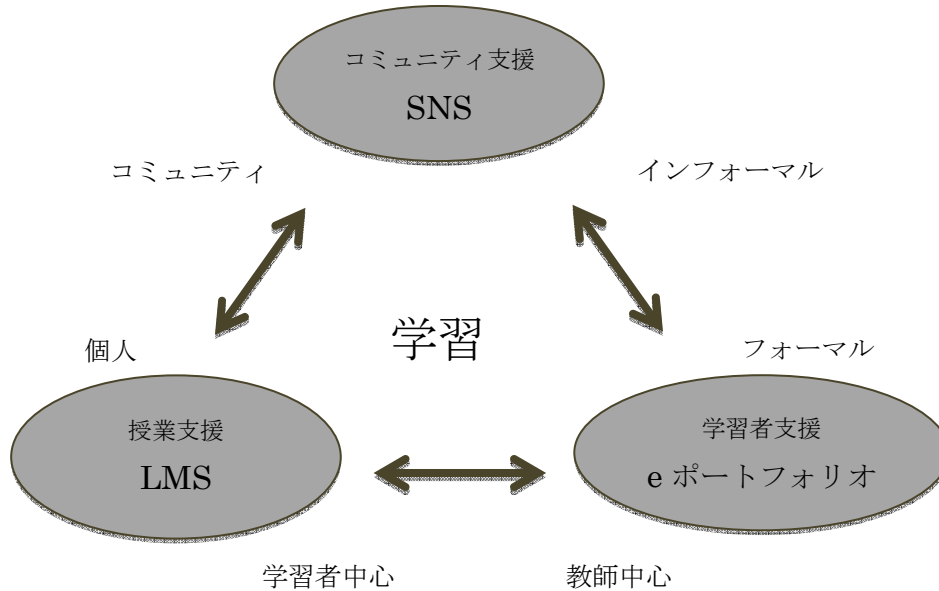 コミュニティ支援
SNS
コミュニティ
インフォーマル
学習
個人
フォーマル
授業支援
LMS
学習者支援
e ポートフォリオ
学習者中心
教師中心